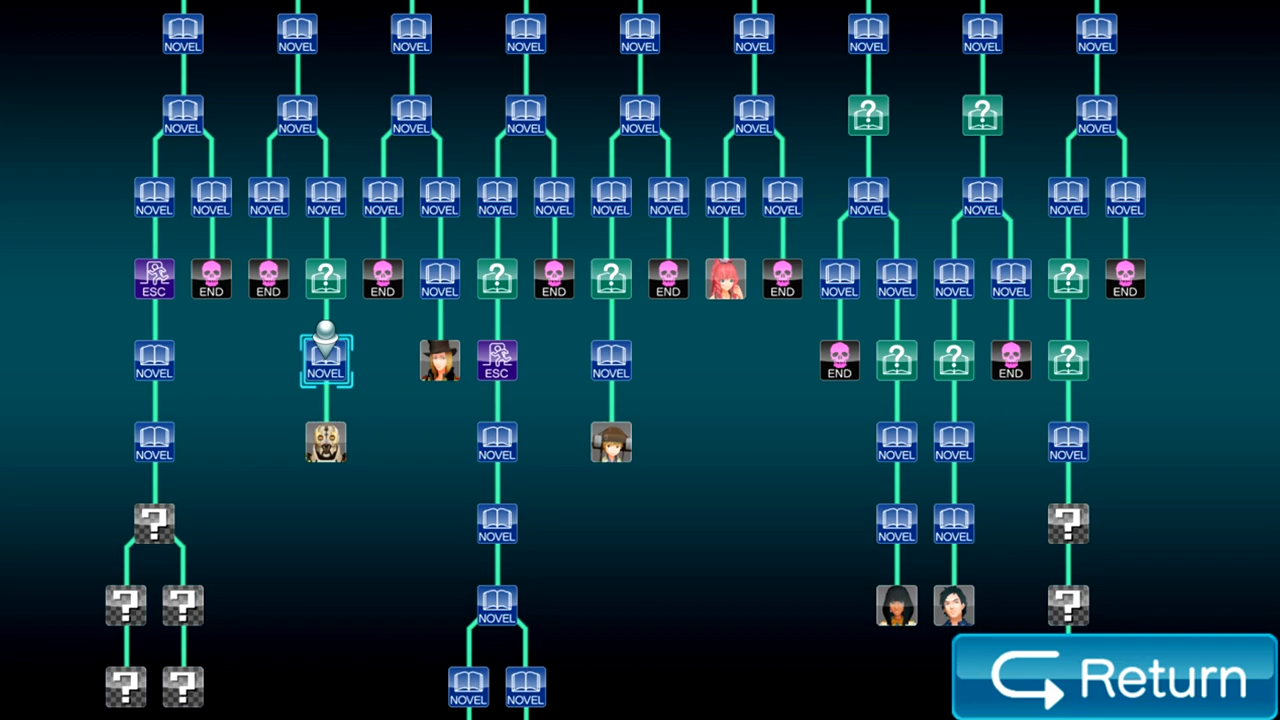 NOVEL NOVEL NOVEL NOVEL NOVEL NOVEL NOVEL NOVEL NOVEL
NOVEL NOVEL NOVEL NOVEL NOVEL NOVEL ? ? NOVEL
NOVEL NOVEL NOVEL NOVEL NOVEL NOVEL NOVEL NOVEL NOVEL NOVEL NOVEL NOVEL NOVEL NOVEL NOVEL NOVEL
ESC END END ? END NOVEL ? END ? END END NOVEL NOVEL NOVEL NOVEL ? END
NOVEL NOVEL ESC NOVEL END ? ? END ?
NOVEL NOVEL NOVEL NOVEL NOVEL
? NOVEL NOVEL NOVEL ?
? ? NOVEL ?
? ? NOVEL NOVEL Return